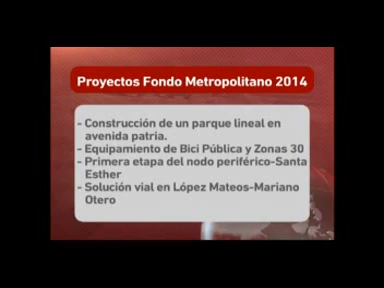 Proyectos Fondo Metropolitano 2014
- Construcción de un parque lineal en
avenida patria.
- Equipamiento de Bici Pública y Zonas 30
- Primera etapa del nodo periférico-Santa
Esther
- Solución vial en López Mateos-Mariano
Otero